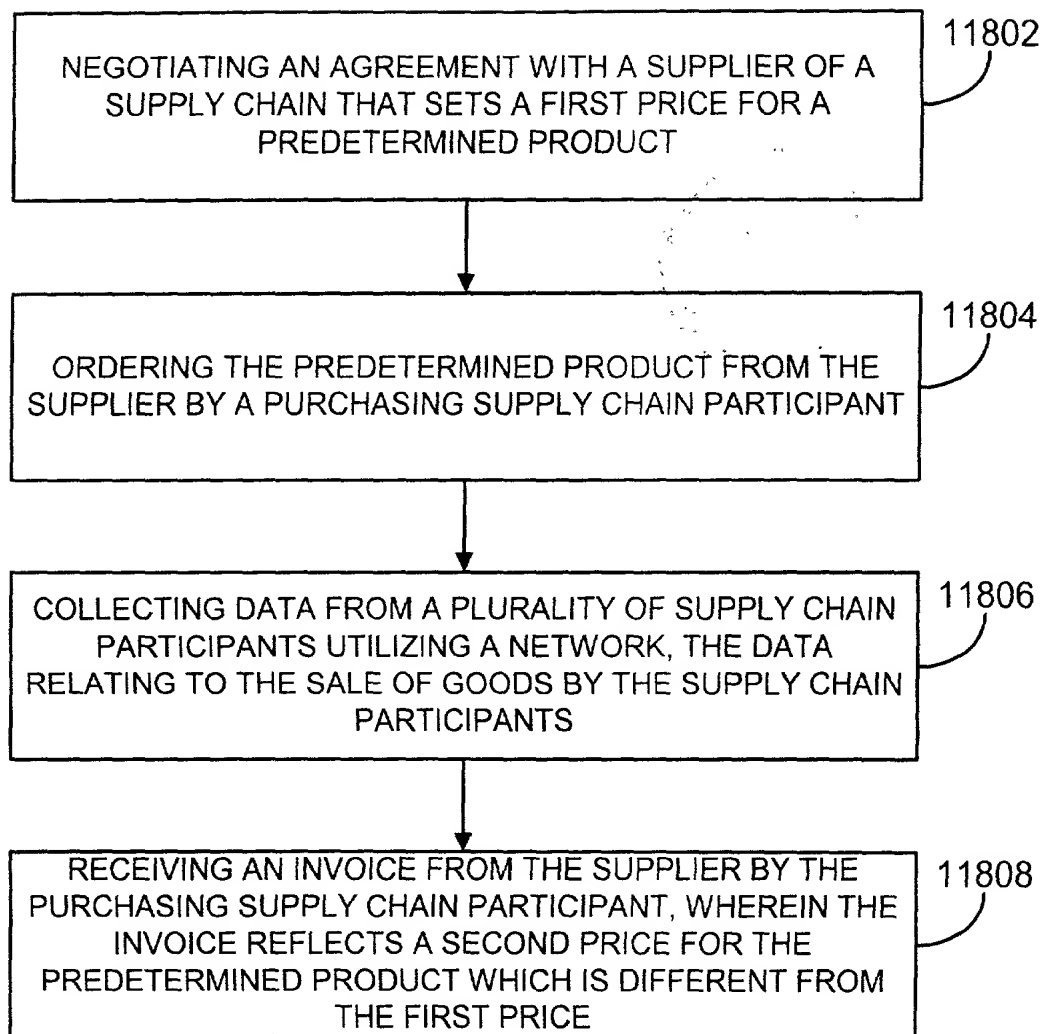 11802
NEGOTIATING AN AGREEMENT WITH A SUPPLIER OF A
SUPPLY CHAIN THAT SETS A FIRST PRICE FOR A
PREDETERMINED PRODUCT
11804
ORDERING THE PREDETERMINED PRODUCT FROM THE
SUPPLIER BY A PURCHASING SUPPLY CHAIN PARTICIPANT
11806
COLLECTING DATA FROM A PLURALITY OF SUPPLY CHAIN
PARTICIPANTS UTILIZING A NETWORK, THE DATA
RELATING TO THE SALE OF GOODS BY THE SUPPLY CHAIN
PARTICIPANTS
11808
RECEIVING AN INVOICE FROM THE SUPPLIER BY THE
PURCHASING SUPPLY CHAIN PARTICIPANT, WHEREIN THE
INVOICE REFLECTS A SECOND PRICE FOR THE
PREDETERMINED PRODUCT WHICH IS DIFFERENT FROM
THE FIRST PRICE